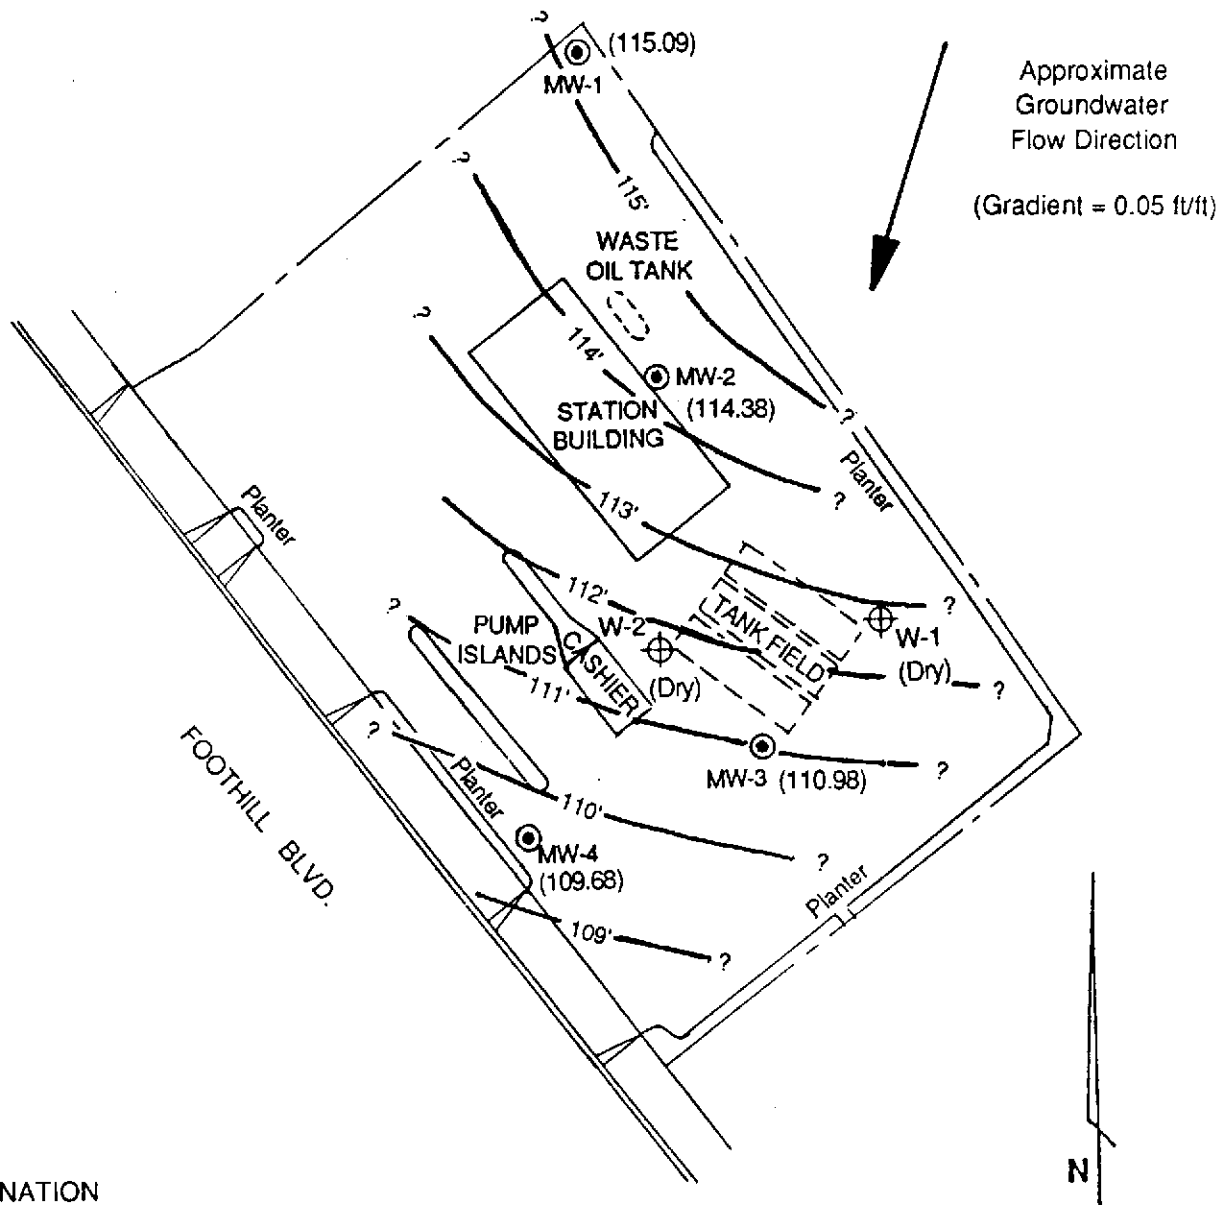 ?
(115.09)
MW-1
Approximate
Groundwater
Flow Direction
(Gradient = 0.05 ft/ft)
?
115'
WASTE
OIL TANK
?
114'
MW-2
(114.38)
STATION
BUILDING
?
Planter
?
113'
Planter
112'
?
TANK FIELD
W-1
(Dry)
?
PUMP
ISLANDS
W-2
(Dry)
CASHIER
111'
?
?
MW-3 (110.98)
FOOTHILL BLVD.
Planter
110'
?
MW-4
(109.68)
Planter
109'
?
N
NATION